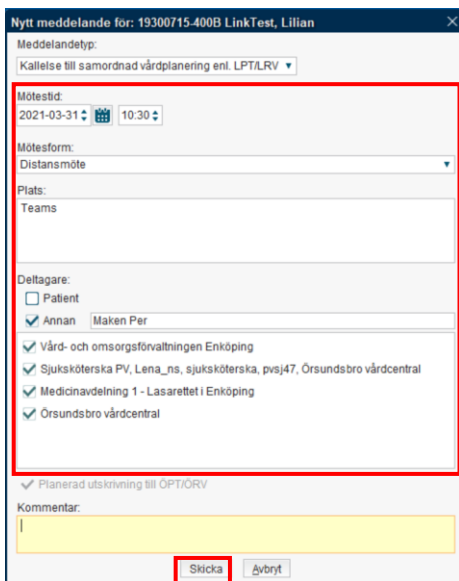 Nytt meddelande för: 19300715-400B LinkTest, Lilian
Meddelandetyp:
Kallelse till samordnad vårdplanering enl. LPT/LRV
Mötestid:
2021-03-31 10:30
Mötesform:
Distansmöte
Plats:
Teams
Deltagare:
Patient
Annan Maken Per
Vård- och omsorgsförvaltningen Enköping
Sjuksköterska PV, Lena_ns, sjuksköterska, pvsj47, Örsundsbro vårdcentral
Medicinavdelning 1 - Lasarettet i Enköping
Örsundsbro vårdcentral
Planerad utskrivning till ÖPT/ÖRV
Kommentar:
Skicka Avbryt